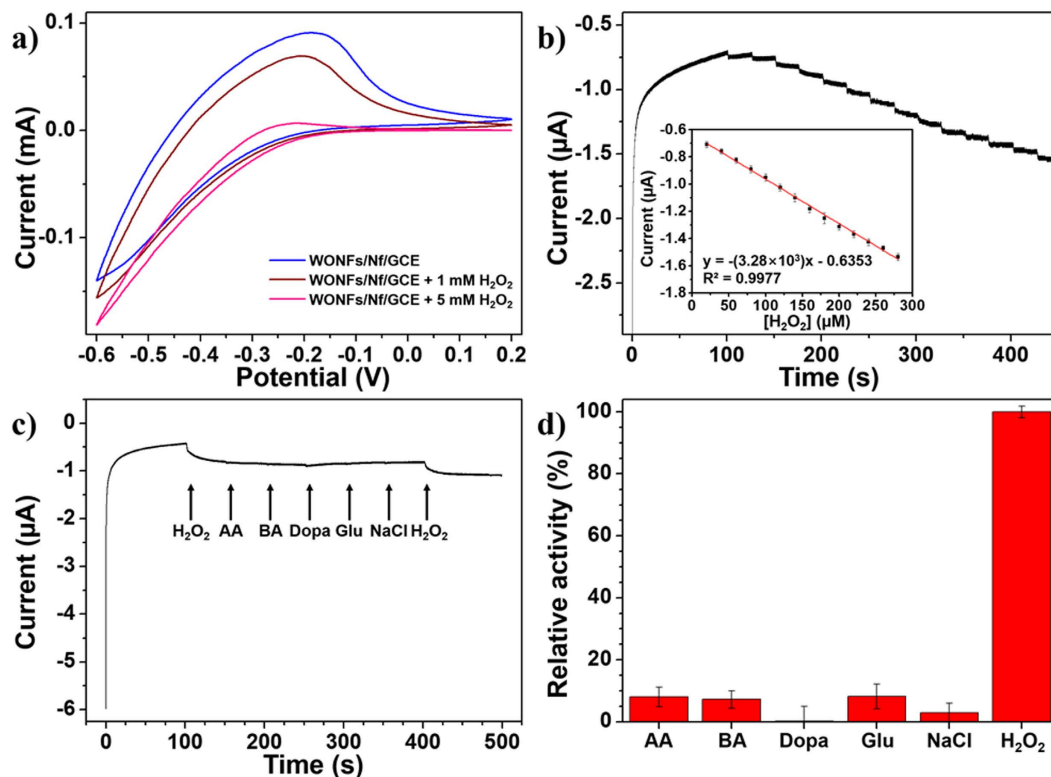 a)
0.1
0.0
-0.1
Current (mA)
WONFs/Nf/GCE
WONFs/Nf/GCE + 1 mM H₂O₂
WONFs/Nf/GCE + 5 mM H₂O₂
-0.6 -0.5 -0.4 -0.3 -0.2 -0.1 0.0 0.1 0.2
Potential (V)
b)
-0.5
-1.0
-1.5
-2.0
-2.5
Current (μA)
-0.6
-0.8
-1.0
-1.2
-1.4
-1.6
-1.8
Current (μA)
y = -(3.28×10³)x - 0.6353
R² = 0.9977
0 50 100 150 200 250 300
[H₂O₂] (μM)
0 100 200 300 400
Time (s)
c)
0
-1
-2
-3
-4
-5
-6
Current (μA)
H₂O₂ AA BA Dopa Glu NaCl H₂O₂
0 100 200 300 400 500
Time (s)
d)
100
80
60
40
20
10
0
Relative activity (%)
AA BA Dopa Glu NaCl H₂O₂